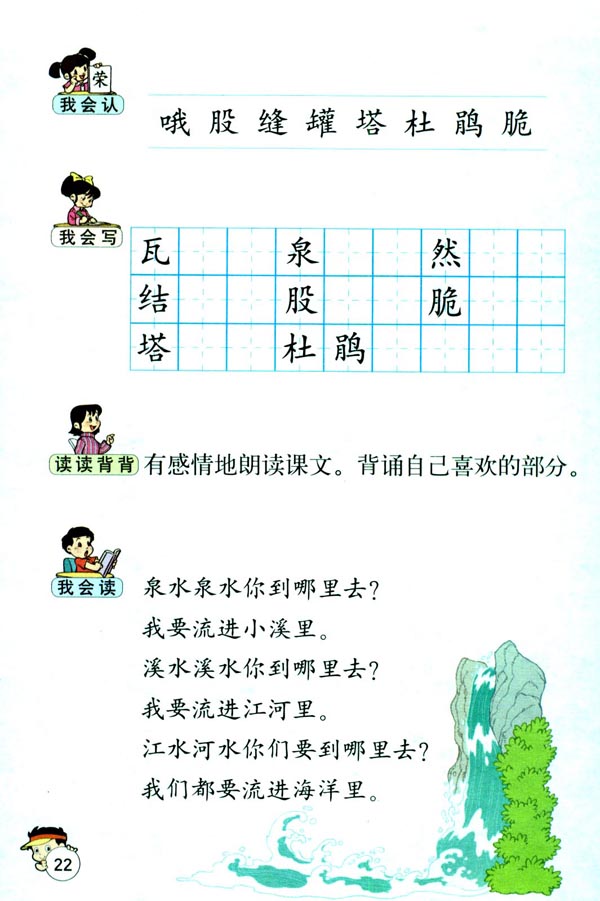 荣
我会认
哦 股 缝 罐 塔 杜 鹃 脆
我会写
瓦 泉 然
结 股 脆
塔 杜 鹃
读读背背 有感情地朗读课文。背诵自己喜欢的部分。
我会读
泉水泉水你到哪里去？
我要流进小溪里。
溪水溪水你到哪里去？
我要流进江河里。
江水河水你们要到哪里去？
我们都要流进海洋里。
22